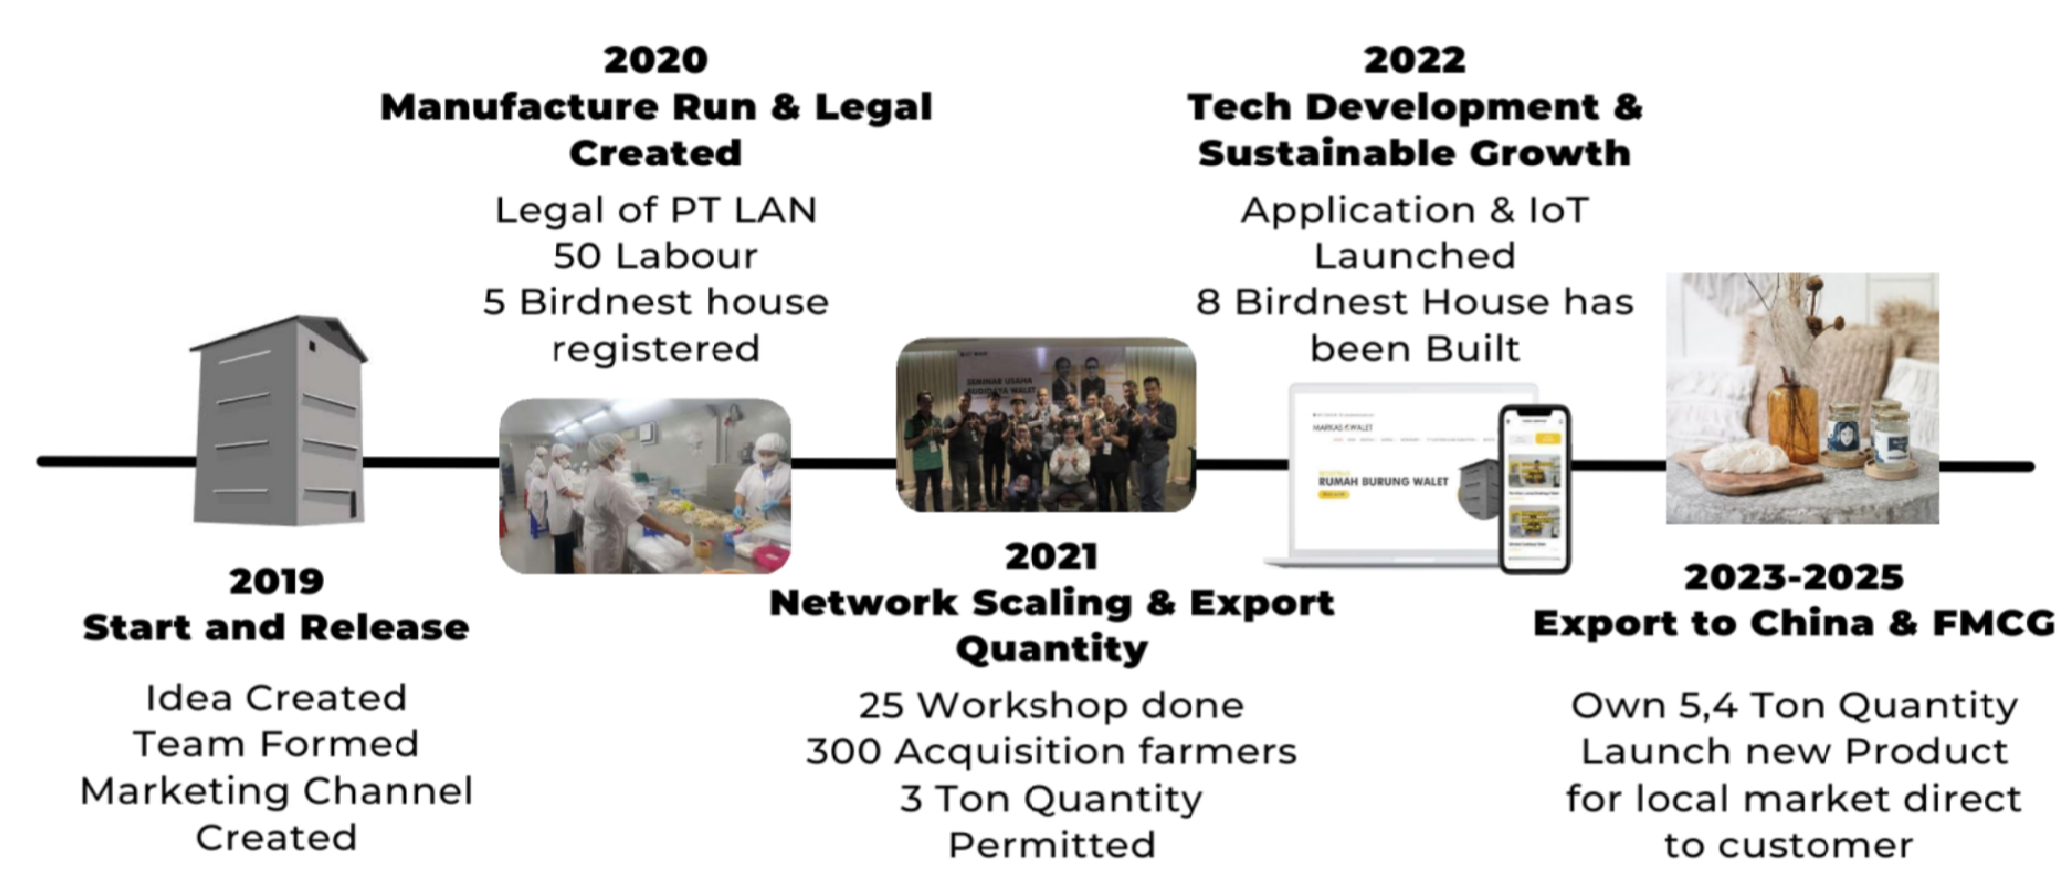 2019
Start and Release
Idea Created
Team Formed
Marketing Channel
Created
2020
Manufacture Run & Legal
Created
Legal of PT LAN
50 Labour
5 Birdnest house
registered
SEMINAR USAHA
BUDIDAYA WALET
2021
Network Scaling & Export
Quantity
25 Workshop done
300 Acquisition farmers
3 Ton Quantity
Permitted
2022
Tech Development &
Sustainable Growth
Application & IoT
Launched
8 Birdnest House has
been Built
MARKAS WALET
RUMAH BURUNG WALET
2023-2025
Export to China & FMCG
Own 5,4 Ton Quantity
Launch new Product
for local market direct
to customer